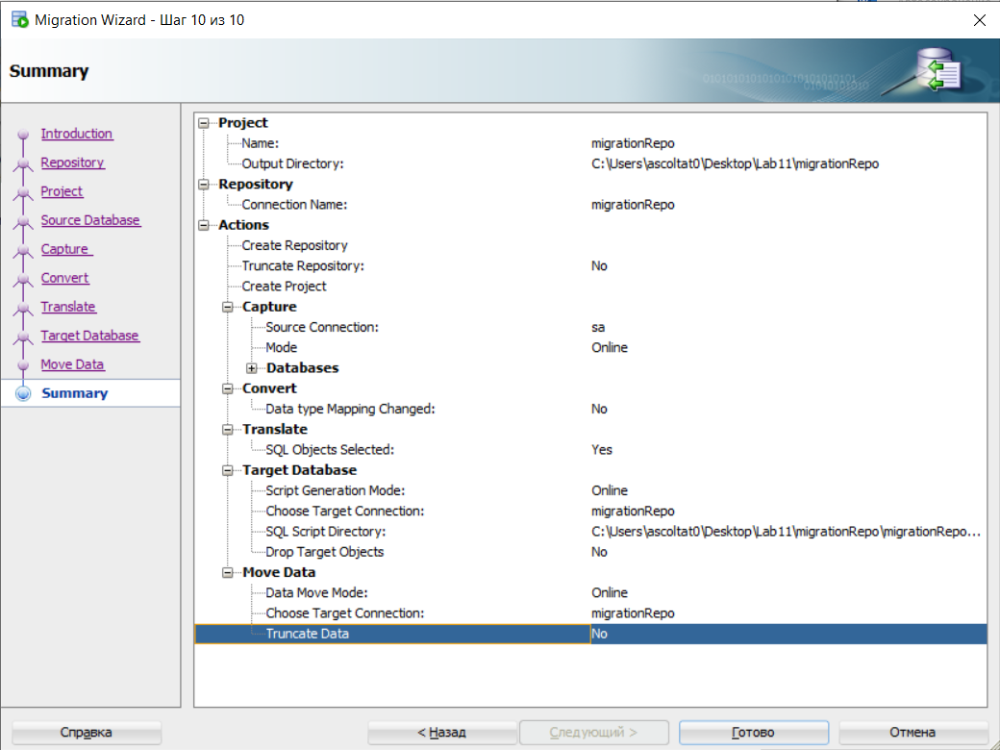 Migration Wizard - Шаг 10 из 10
Summary
Introduction
Repository
Project
Source Database
Capture
Convert
Translate
Target Database
Move Data
Summary
Project
Name: migrationRepo
Output Directory: C:\Users\ascoltat0\Desktop\Lab11\migrationRepo
Repository
Connection Name: migrationRepo
Actions
Create Repository
Truncate Repository: No
Create Project
Capture
Source Connection: sa
Mode Online
Databases
Convert
Data type Mapping Changed: No
Translate
SQL Objects Selected: Yes
Target Database
Script Generation Mode: Online
Choose Target Connection: migrationRepo
SQL Script Directory: C:\Users\ascoltat0\Desktop\Lab11\migrationRepo\migrationRepo...
Drop Target Objects No
Move Data
Data Move Mode: Online
Choose Target Connection: migrationRepo
Truncate Data No
Справка < Назад Следующий > Готово Отмена